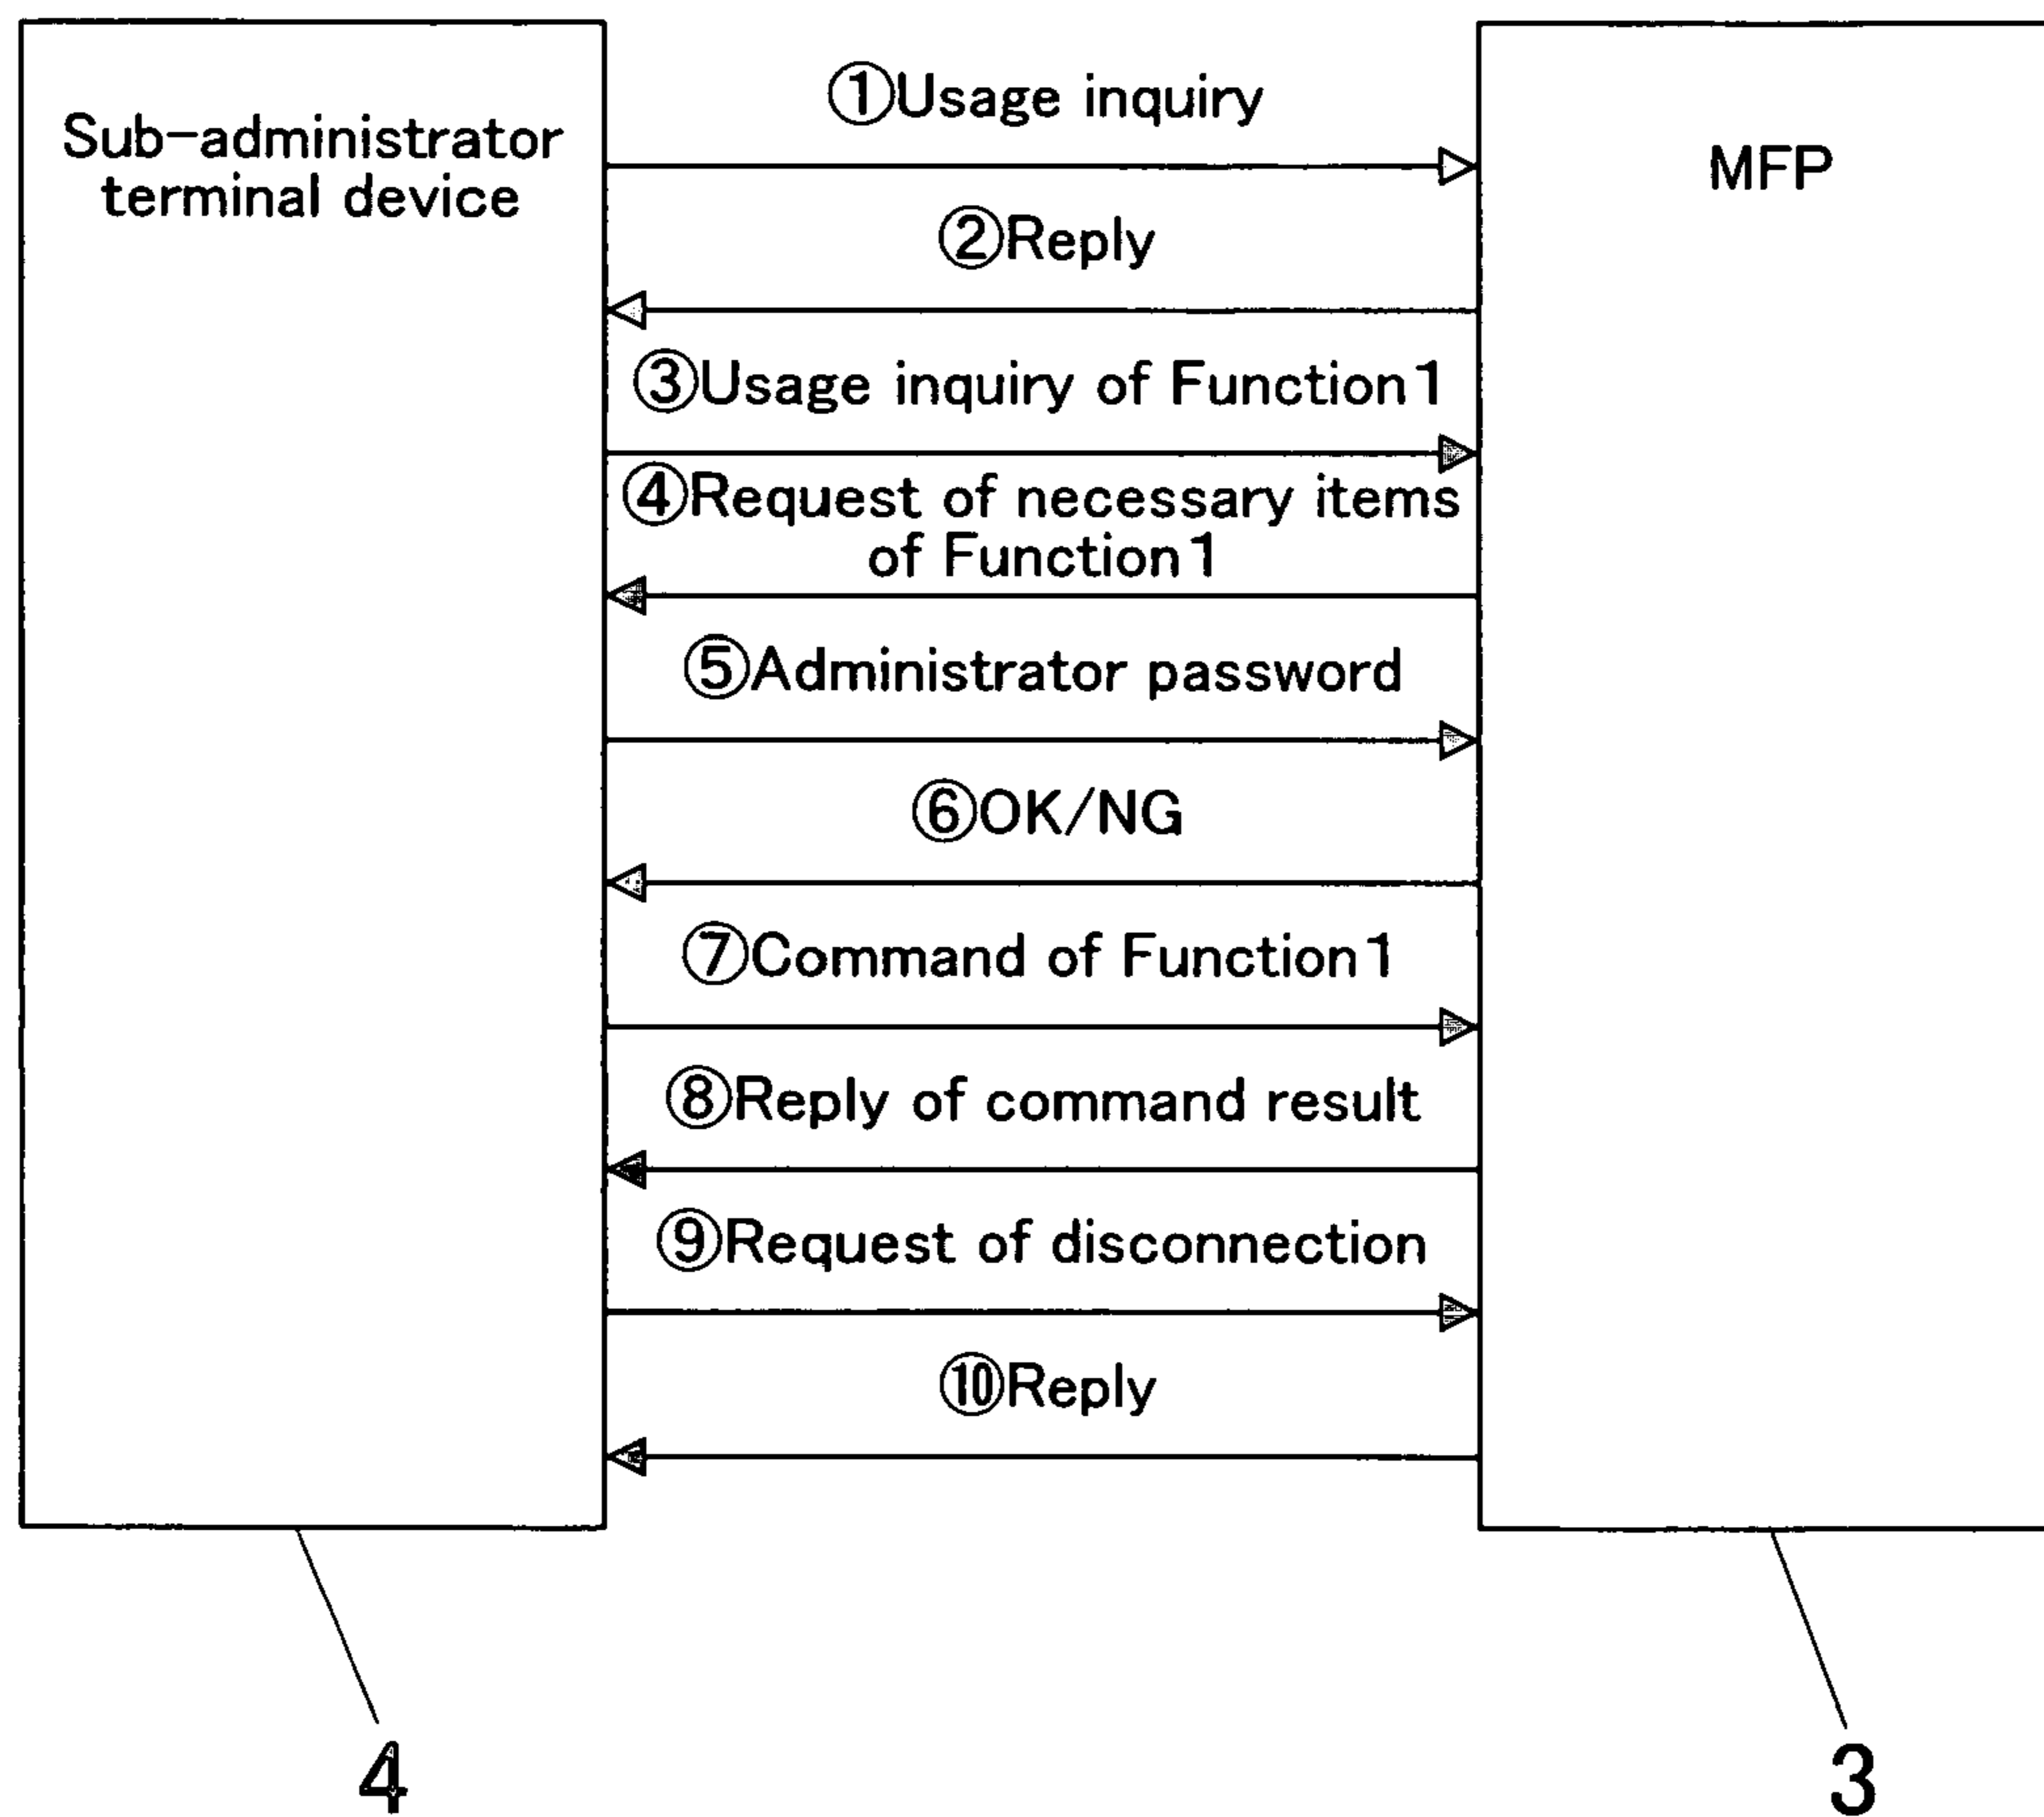 Sub-administrator
terminal device
MFP
①Usage inquiry
②Reply
③Usage inquiry of Function1
④Request of necessary items
of Function1
⑤Administrator password
⑥OK/NG
⑦Command of Function1
⑧Reply of command result
⑨Request of disconnection
⑩Reply
4
3